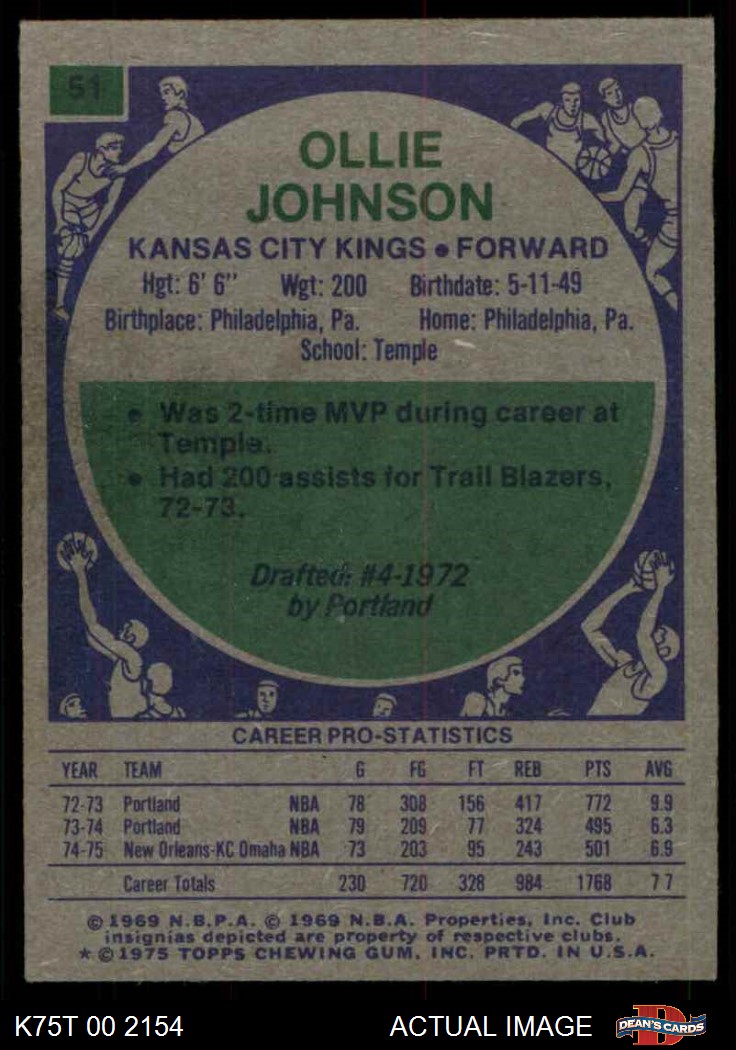 51
OLLIE
JOHNSON
KANSAS CITY KINGS • FORWARD
Hgt: 6' 6" Wgt: 200 Birthdate: 5-11-49
Birthplace: Philadelphia, Pa. Home: Philadelphia, Pa.
School: Temple
• Was 2-time MVP during career at
Temple.
• Had 200 assists for Trail Blazers,
72-73.
Drafted: #4-1972
by Portland
CAREER PRO-STATISTICS
YEAR TEAM G FG FT REB PTS AVG
72-73 Portland NBA 78 308 156 417 772 9.9
73-74 Portland NBA 79 209 77 324 495 6.3
74-75 New Orleans-KC Omaha NBA 73 203 95 243 501 6.9
Career Totals 230 720 328 984 1768 7 7
© 1969 N.B.P.A. © 1969 N.B.A. Properties, Inc. Club
insignias depicted are property of respective clubs.
* © 1975 TOPPS CHEWING GUM, INC. PRTD. IN U.S.A.
K75T 00 2154 ACTUAL IMAGE DEAN'S CARDS